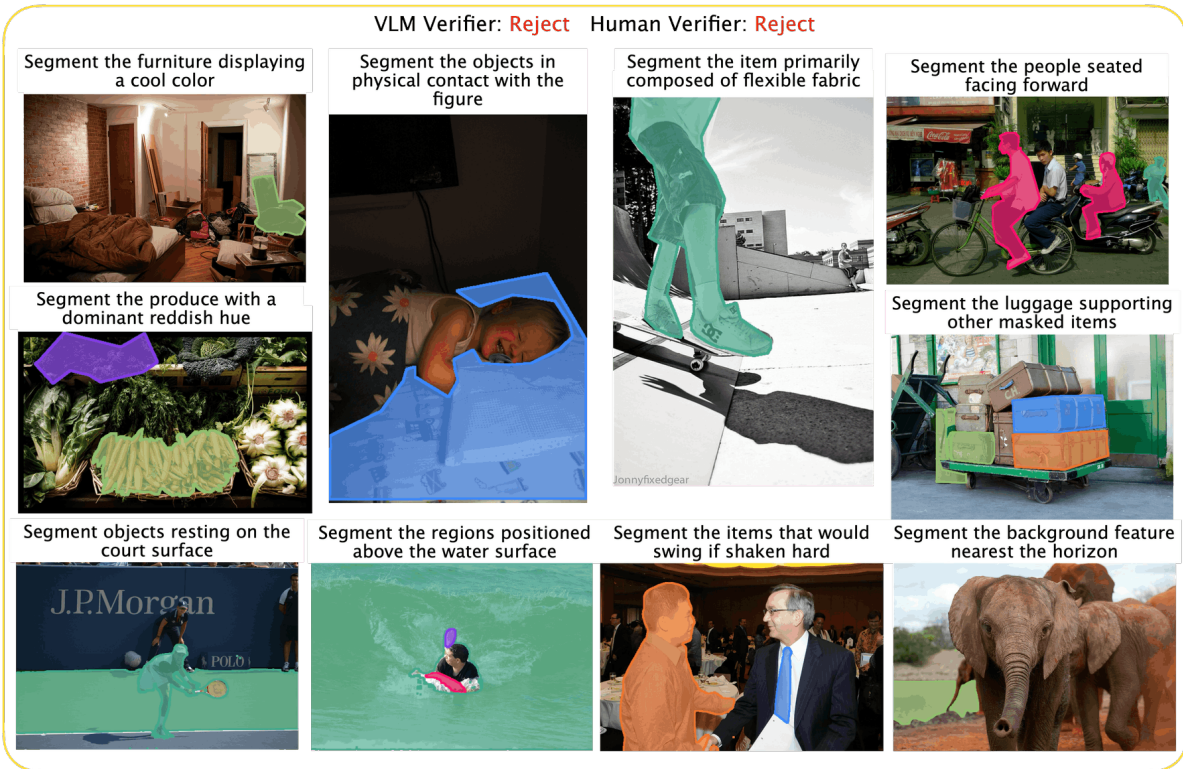 VLM Verifier: Reject Human Verifier: Reject
Segment the furniture displaying
a cool color
Segment the objects in
physical contact with the
figure
Segment the item primarily
composed of flexible fabric
Segment the people seated
facing forward
Coca-Cola
Jonnyfixedgear
Segment the produce with a
dominant reddish hue
Segment the luggage supporting
other masked items
Segment objects resting on the
court surface
J.P.Morgan
POLO
Segment the regions positioned
above the water surface
Segment the items that would
swing if shaken hard
Segment the background feature
nearest the horizon